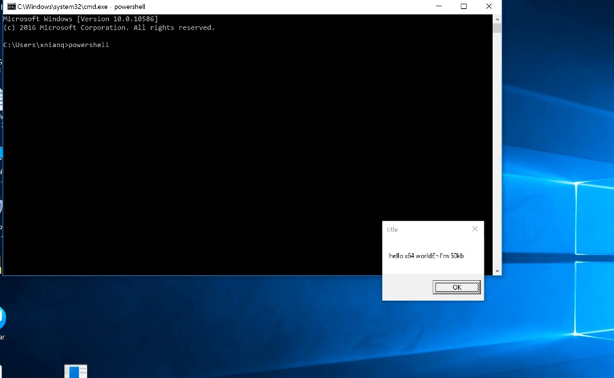 C:\Windows\system32\cmd.exe - powershell
Microsoft Windows [Version 10.0.10586]
(c) 2016 Microsoft Corporation. All rights reserved.
C:\Users\xnianq>powershell
title
hello x64 world!£¬I'm 50kb
OK
ar